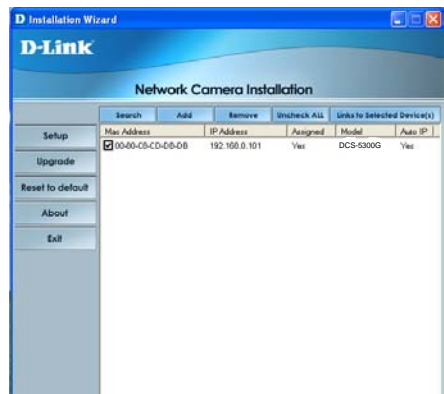 D Installation Wizard
D-Link
Network Camera Installation
Search Add Remove Uncheck ALL Links to Selected Device(s)
Mac Address IP Address Assigned Model Auto IP
00-80-C8-CD-DB-DB 192.168.0.101 Yes DCS-5300G Yes
Setup
Upgrade
Reset to default
About
Exit